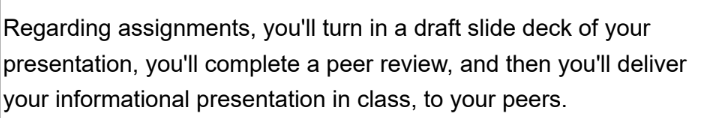 Regarding assignments, you'll turn in a draft slide deck of your
presentation, you'll complete a peer review, and then you'll deliver
your informational presentation in class, to your peers.